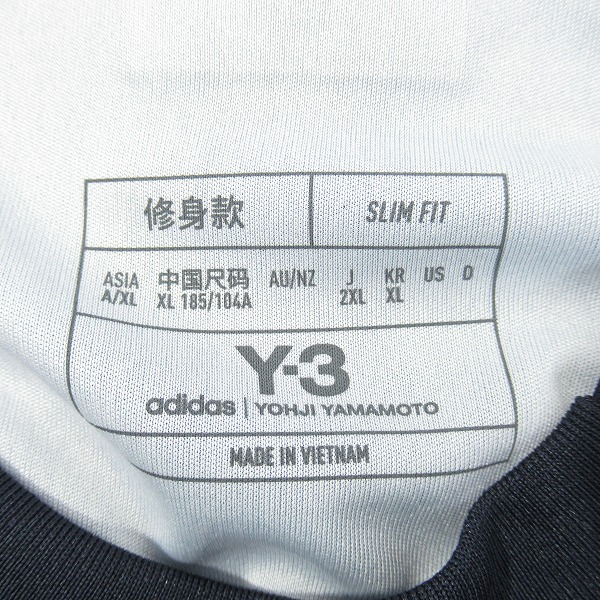 修身款 SLIM FIT
ASIA 中国尺码 AU/NZ J KR US D
A/XL XL 185/104A 2XL XL
Y-3
adidas | YOHJI YAMAMOTO
MADE IN VIETNAM